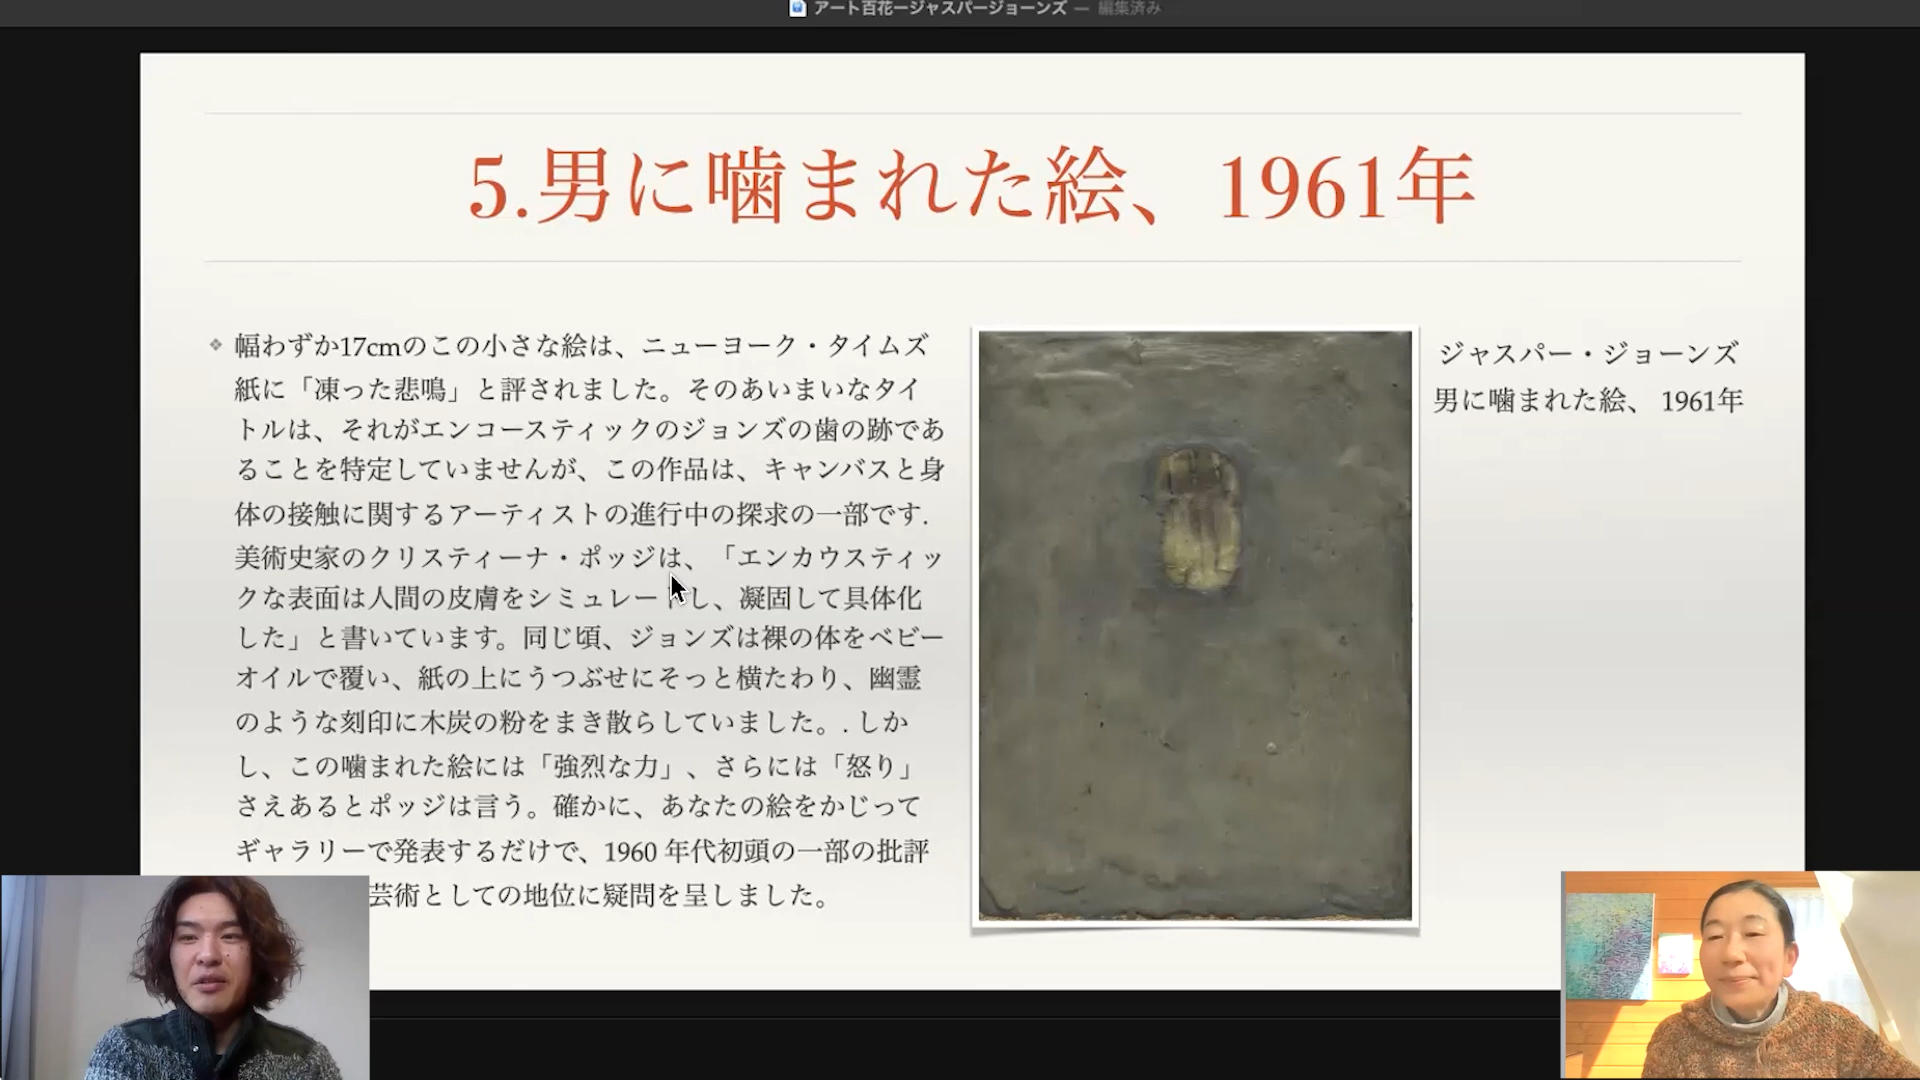 アート百花ージャスパージョーンズ — 編集済み
5.男に噛まれた絵、1961年
❖ 幅わずか17cmのこの小さな絵は、ニューヨーク・タイムズ
紙に「凍った悲鳴」と評されました。そのあいまいなタイ
トルは、それがエンコースティックのジョンズの歯の跡であ
ることを特定していませんが、この作品は、キャンバスと身
体の接触に関するアーティストの進行中の探求の一部です.
美術史家のクリスティーナ・ポッジは、「エンカウスティッ
クな表面は人間の皮膚をシミュレートし、凝固して具体化
した」と書いています。同じ頃、ジョンズは裸の体をベビー
オイルで覆い、紙の上にうつぶせにそっと横たわり、幽霊
のような刻印に木炭の粉をまき散らしていました。. しか
し、この噛まれた絵には「強烈な力」、さらには「怒り」
さえあるとポッジは言う。確かに、あなたの絵をかじって
ギャラリーで発表するだけで、1960 年代初頭の一部の批評
芸術としての地位に疑問を呈しました。
ジャスパー・ジョーンズ
男に噛まれた絵、 1961年